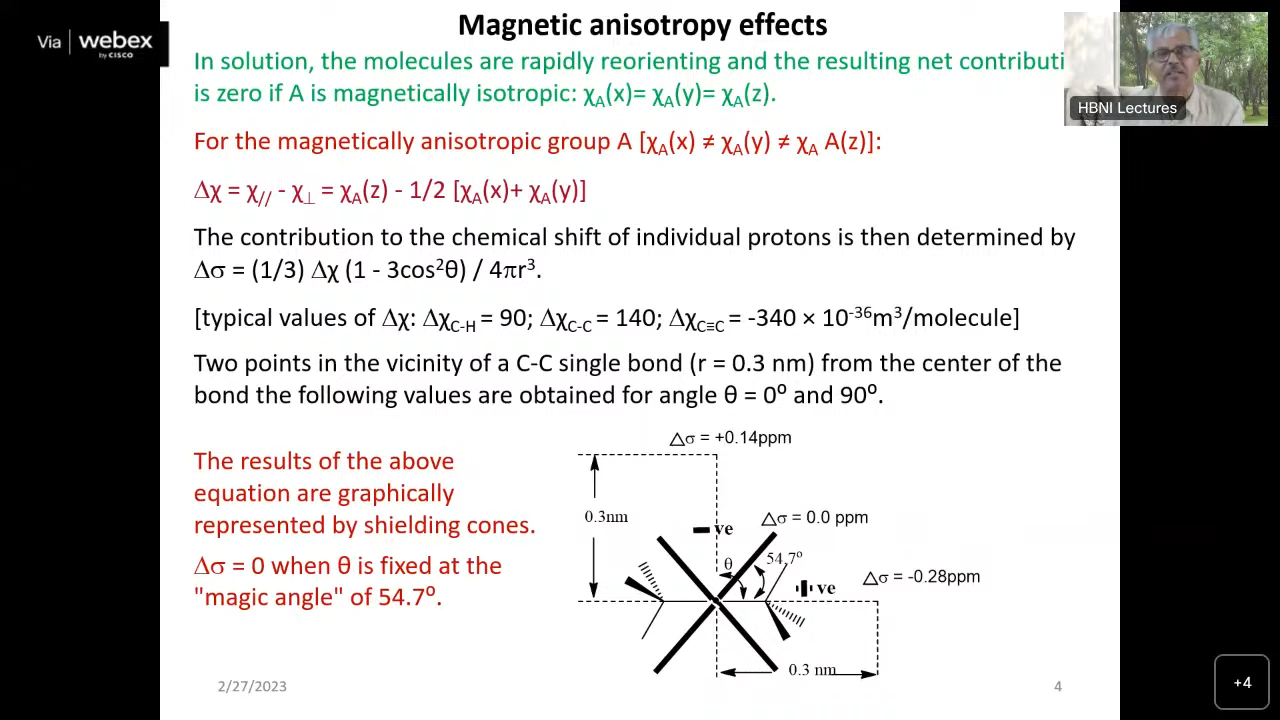 Magnetic anisotropy effects
Via webex
by CISCO
In solution, the molecules are rapidly reorienting and the resulting net contributi
is zero if A is magnetically isotropic: χA(x)= χA(y)= χA(z).
HBNI Lectures
For the magnetically anisotropic group A [χA(x) ≠ χA(y) ≠ χA A(z)]:
Δχ = χ// - χ⊥ = χA(z) - 1/2 [χA(x)+ χA(y)]
The contribution to the chemical shift of individual protons is then determined by
Δσ = (1/3) Δχ (1 - 3cos²θ) / 4πr³.
[typical values of Δχ: ΔχC-H = 90; ΔχC-C = 140; ΔχC≡C = -340 × 10⁻³⁶m³/molecule]
Two points in the vicinity of a C-C single bond (r = 0.3 nm) from the center of the
bond the following values are obtained for angle θ = 0⁰ and 90⁰.
Δσ = +0.14ppm
The results of the above
equation are graphically
represented by shielding cones.
Δσ = 0 when θ is fixed at the
"magic angle" of 54.7⁰.
0.3nm
- ve
Δσ = 0.0 ppm
θ
54.7⁰
+ ve
Δσ = -0.28ppm
0.3 nm
2/27/2023
4
+4